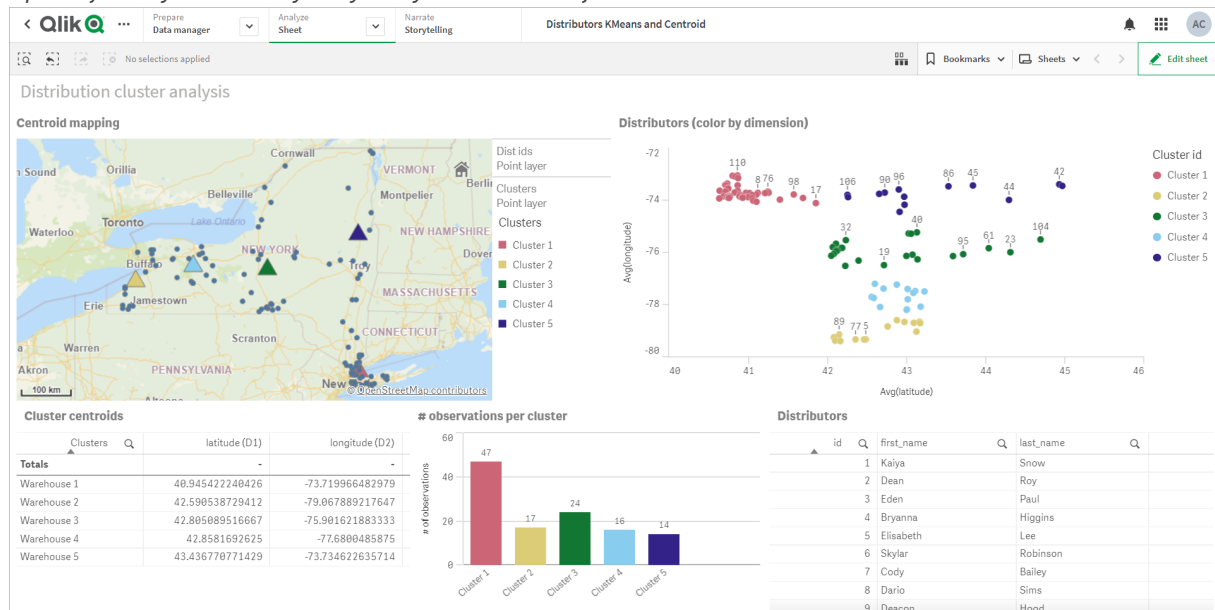 Qlik
Prepare
Data manager
Analyze
Sheet
Narrate
Storytelling
Distributors KMeans and Centroid
AC
No selections applied
Bookmarks
Sheets
Edit sheet
Distribution cluster analysis
Centroid mapping
Sound
Orillia
Cornwall
VERMONT
Berlin
Montpelier
Belleville
Toronto
Lake Ontario
Waterloo
NEW HAMPSHIRE
NEW YORK
Dover
Buffalo
Troy
MASSACHUSETTS
Erie
Jamestown
CONNECTICUT
Scranton
Warren
Akron
PENNSYLVANIA
New
100 km
© OpenStreetMap contributors
Dist ids
Point layer
Clusters
Point layer
Clusters
Cluster 1
Cluster 2
Cluster 3
Cluster 4
Cluster 5
Distributors (color by dimension)
-72
-74
-76
-78
-80
Avg(longitude)
110
8 76
98
17
106
90 96
86
45
44
42
32
40
19
95
61
23
104
89
77 5
40 41 42 43 44 45 46
Avg(latitude)
Cluster id
Cluster 1
Cluster 2
Cluster 3
Cluster 4
Cluster 5
Cluster centroids
Clusters latitude (D1) longitude (D2)
Totals - -
Warehouse 1 40.945422240426 -73.719966482979
Warehouse 2 42.590538729412 -79.067889217647
Warehouse 3 42.805089516667 -75.901621883333
Warehouse 4 42.8581692625 -77.6800485875
Warehouse 5 43.436770771429 -73.734622635714
# observations per cluster
# of observations
60
40
20
0
47
17
24
16
14
Cluster 1
Cluster 2
Cluster 3
Cluster 4
Cluster 5
Distributors
id first_name last_name
1 Kaiya Snow
2 Dean Roy
3 Eden Paul
4 Bryanna Higgins
5 Elisabeth Lee
6 Skylar Robinson
7 Cody Bailey
8 Dario Sims
9 Deacon Hood